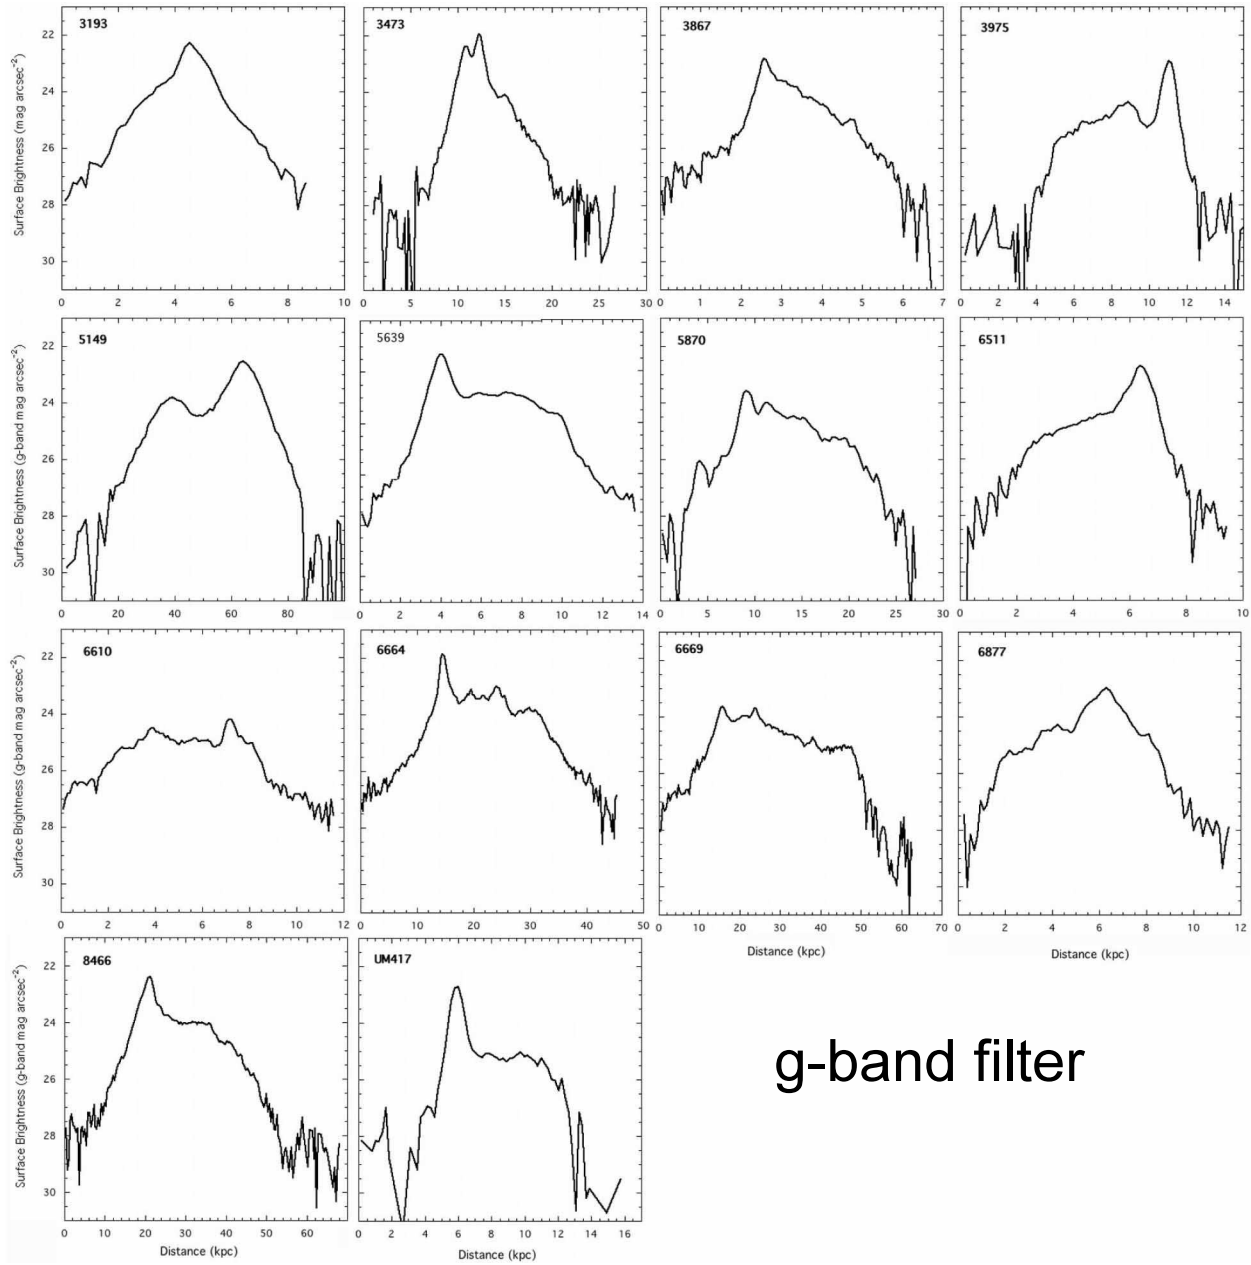 3193
3473
3867
3975
Surface Brightness (mag arcsec⁻²)
22
24
26
28
30
0 2 4 6 8 10
0 5 10 15 20 25 30
0 1 2 3 4 5 6 7
0 2 4 6 8 10 12 14
5149
5639
5870
6511
Surface Brightness (g-band mag arcsec⁻²)
22
24
26
28
30
0 20 40 60 80
0 2 4 6 8 10 12 14
0 5 10 15 20 25 30
0 2 4 6 8 10
6610
6664
6669
6877
Surface Brightness (g-band mag arcsec⁻²)
22
24
26
28
30
0 2 4 6 8 10 12
0 10 20 30 40 50
0 10 20 30 40 50 60 70
0 2 4 6 8 10 12
Distance (kpc)
Distance (kpc)
8466
UM417
Surface Brightness (g-band mag arcsec⁻²)
22
24
26
28
30
0 10 20 30 40 50 60
0 2 4 6 8 10 12 14 16
Distance (kpc)
Distance (kpc)
g-band filter